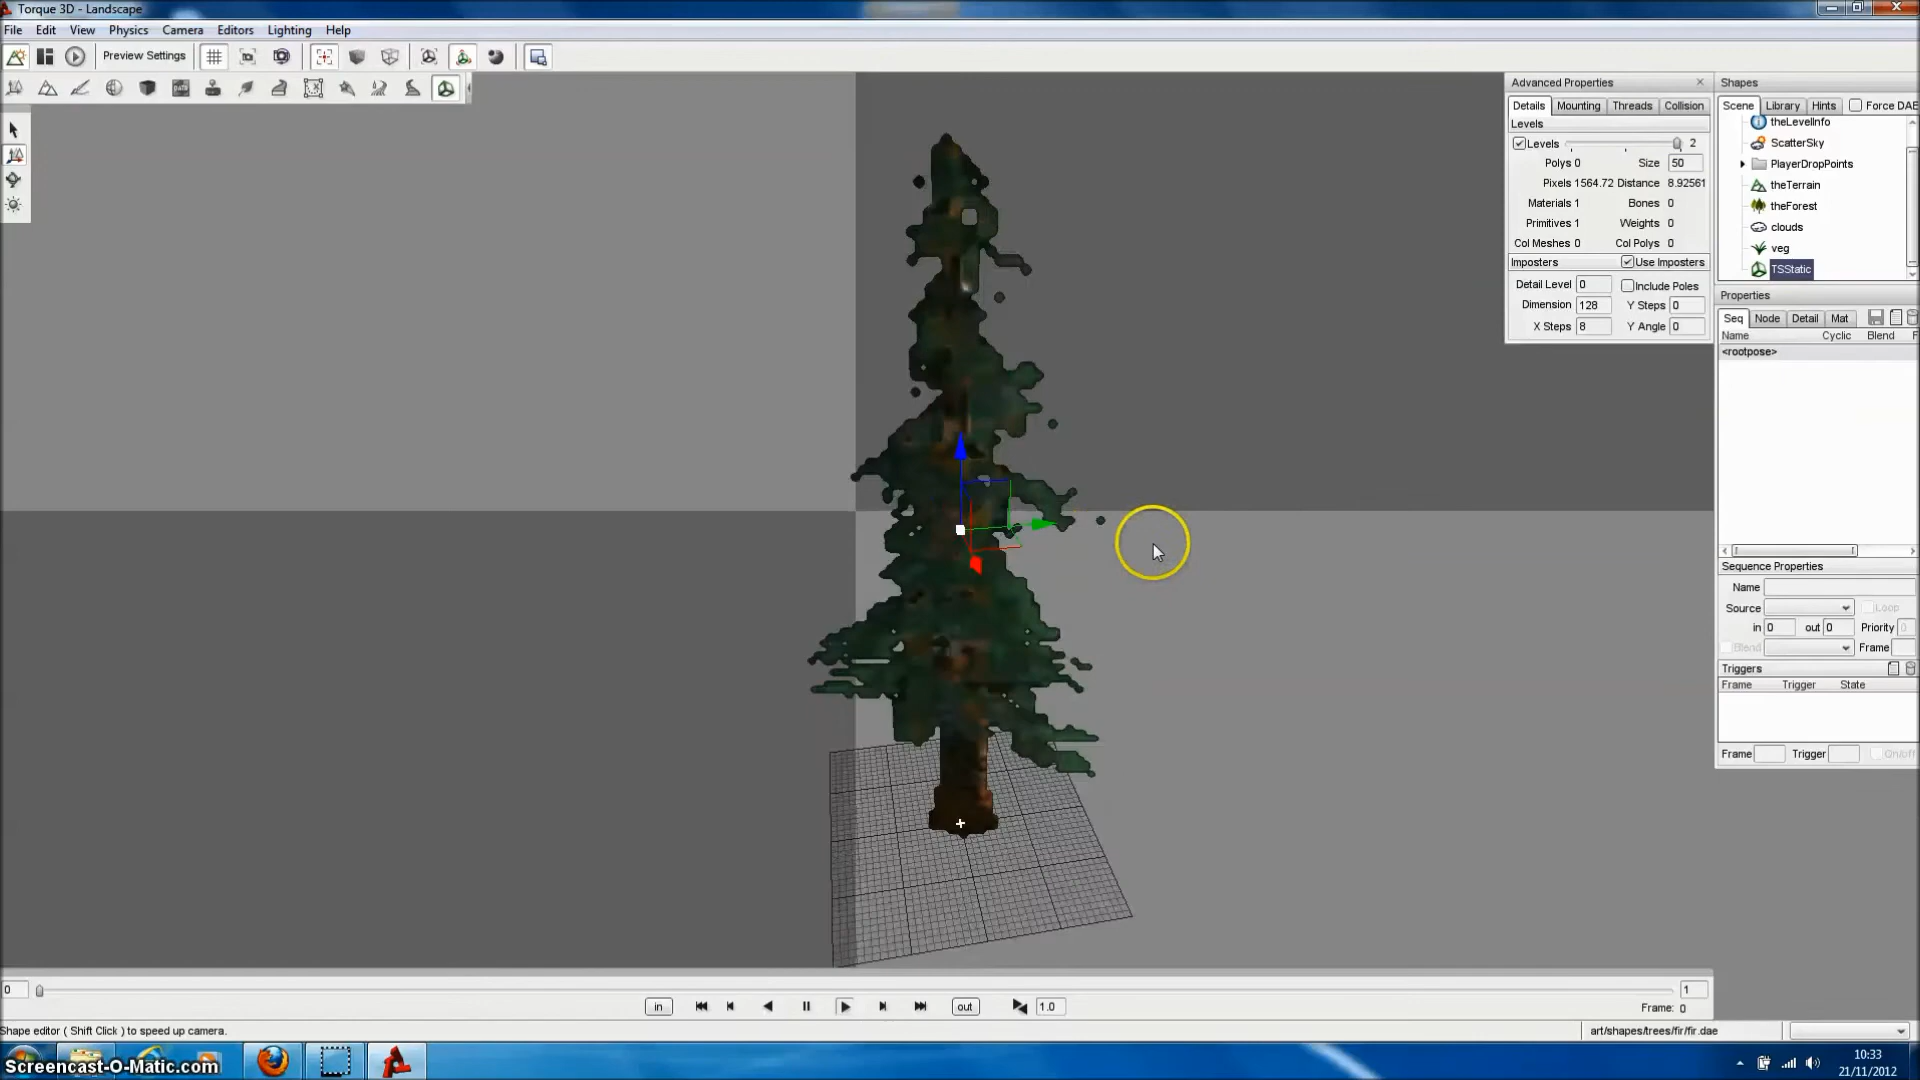 Torque 3D - Landscape
File Edit View Physics Camera Editors Lighting Help
Preview Settings
Advanced Properties
Details Mounting Threads Collision
Levels
Levels 2
Polys 0 Size 50
Pixels 1564.72 Distance 8.92561
Materials 1 Bones 0
Primitives 1 Weights 0
Col Meshes 0 Col Polys 0
Imposters Use Imposters
Detail Level 0 Include Poles
Dimension 128 Y Steps 0
X Steps 8 Y Angle 0
Shapes
Scene Library Hints Force DAE
theLevelInfo
ScatterSky
PlayerDropPoints
theTerrain
theForest
clouds
veg
TSStatic
Properties
Seq Node Detail Mat
Name Cyclic Blend F
<rootpose>
Sequence Properties
Name
Source Loop
in 0 out 0 Priority 0
Blend Frame
Triggers
Frame Trigger State
Frame Trigger On/off
0 1
in out 1.0
Frame: 0
Shape editor ( Shift Click ) to speed up camera.
art/shapes/trees/fir/fir.dae
Screencast-O-Matic.com
10:33
21/11/2012